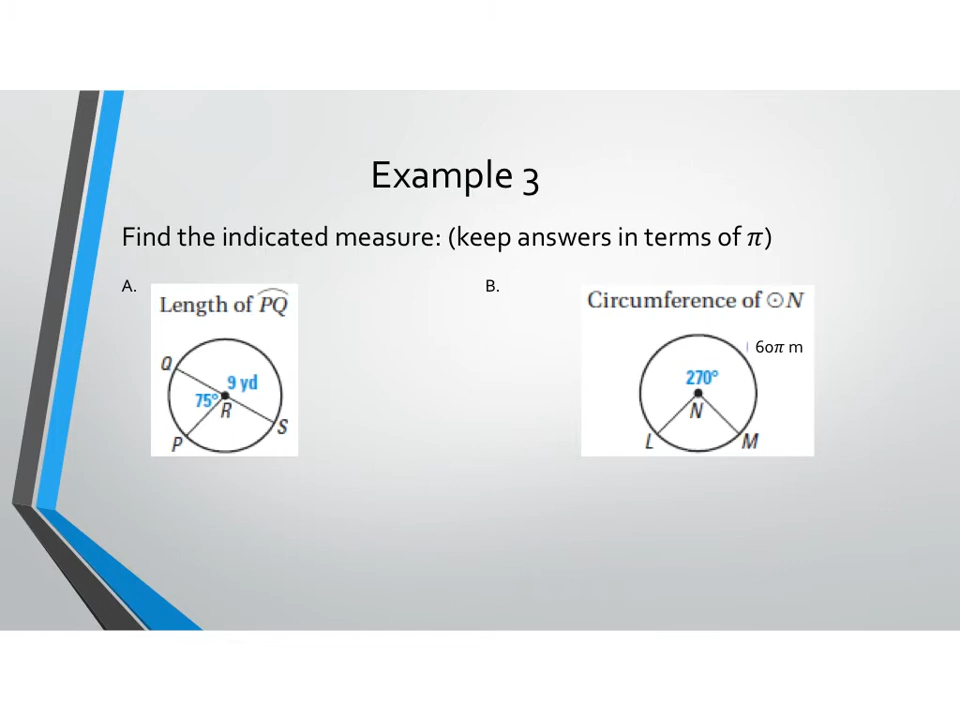 Example 3
Find the indicated measure: (keep answers in terms of π)
A.
Length of PQ
Q
9 yd
75°
R
S
P
B.
Circumference of ⊙N
60π m
270°
N
L
M